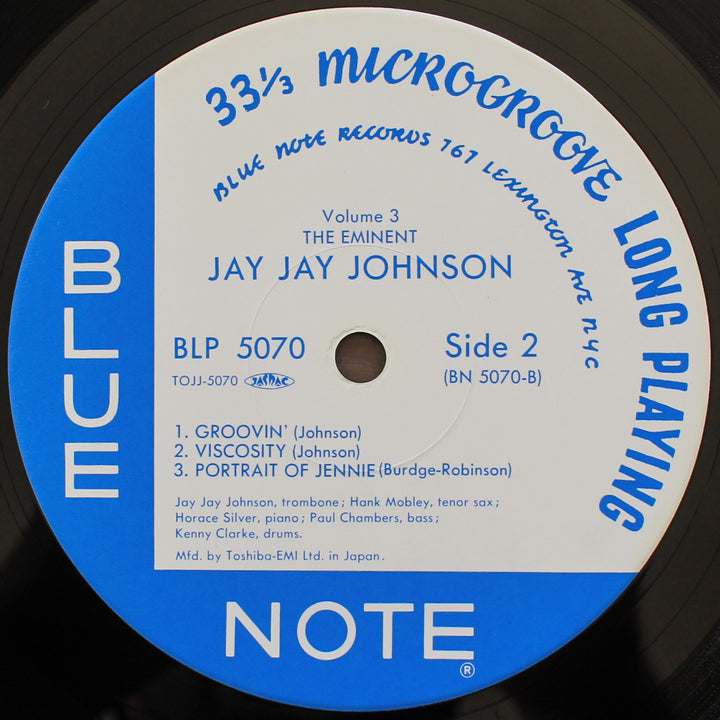 33⅓ MICROGROOVE LONG PLAYING
BLUE NOTE RECORDS 767 LEXINGTON AVE NYC
Volume 3
THE EMINENT
JAY JAY JOHNSON
BLP 5070 Side 2
TOJJ-5070 JASRAC (BN 5070-B)
1. GROOVIN' (Johnson)
2. VISCOSITY (Johnson)
3. PORTRAIT OF JENNIE (Burdge-Robinson)
Jay Jay Johnson, trombone; Hank Mobley, tenor sax;
Horace Silver, piano; Paul Chambers, bass;
Kenny Clarke, drums.
Mfd. by Toshiba-EMI Ltd. in Japan.
BLUE
NOTE®